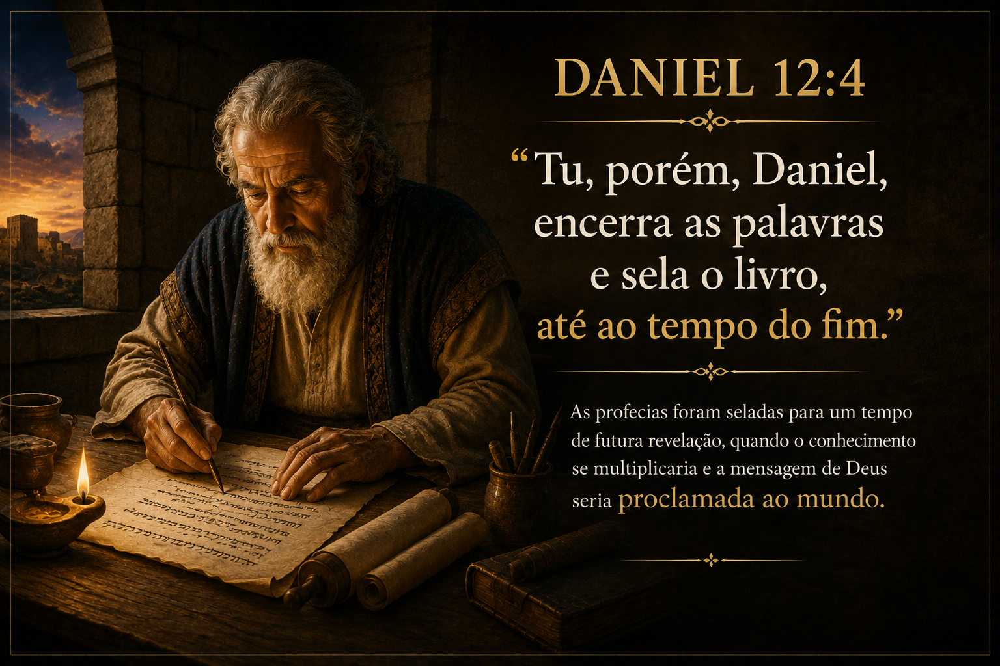 DANIEL 12:4
“Tu, porém, Daniel,
encerra as palavras
e sela o livro,
até ao tempo do fim.”
As profecias foram seladas para um tempo
de futura revelação, quando o conhecimento
se multiplicaria e a mensagem de Deus
seria proclamada ao mundo.